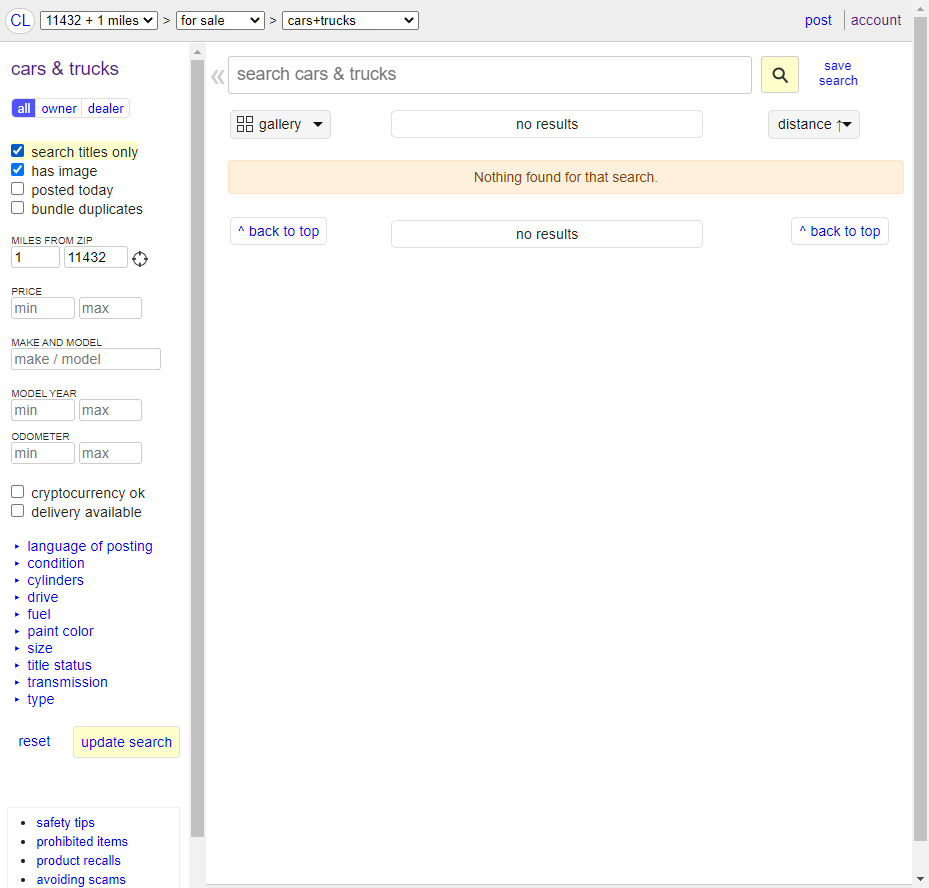 CL 11432 + 1 miles > for sale > cars+trucks post account
cars & trucks
all owner dealer
search titles only
has image
posted today
bundle duplicates
MILES FROM ZIP
1 11432
PRICE
min max
MAKE AND MODEL
make / model
MODEL YEAR
min max
ODOMETER
min max
cryptocurrency ok
delivery available
language of posting
condition
cylinders
drive
fuel
paint color
size
title status
transmission
type
reset update search
safety tips
prohibited items
product recalls
avoiding scams
« search cars & trucks
save
search
gallery no results distance ↑
Nothing found for that search.
^ back to top no results ^ back to top